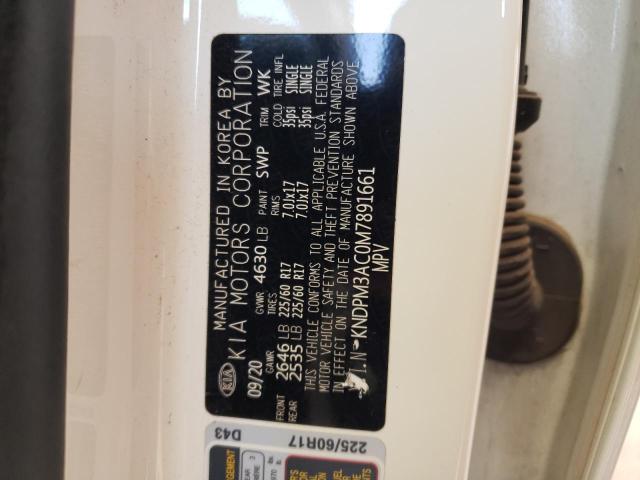 MANUFACTURED IN KOREA BY
KIA MOTORS CORPORATION
KIA
09/20 GVWR 4630 LB PAINT SWP TRIM WK
GAWR TIRES RIMS COLD TIRE INFL
FRONT 2646 LB 225/60 R17 7.0Jx17 35psi SINGLE
REAR 2535 LB 225/60 R17 7.0Jx17 35psi SINGLE
THIS VEHICLE CONFORMS TO ALL APPLICABLE U.S.A. FEDERAL
MOTOR VEHICLE SAFETY AND THEFT PREVENTION STANDARDS
IN EFFECT ON THE DATE OF MANUFACTURE SHOWN ABOVE.
KNDPM3AC0M7891661
MPV
D43
225/60R17